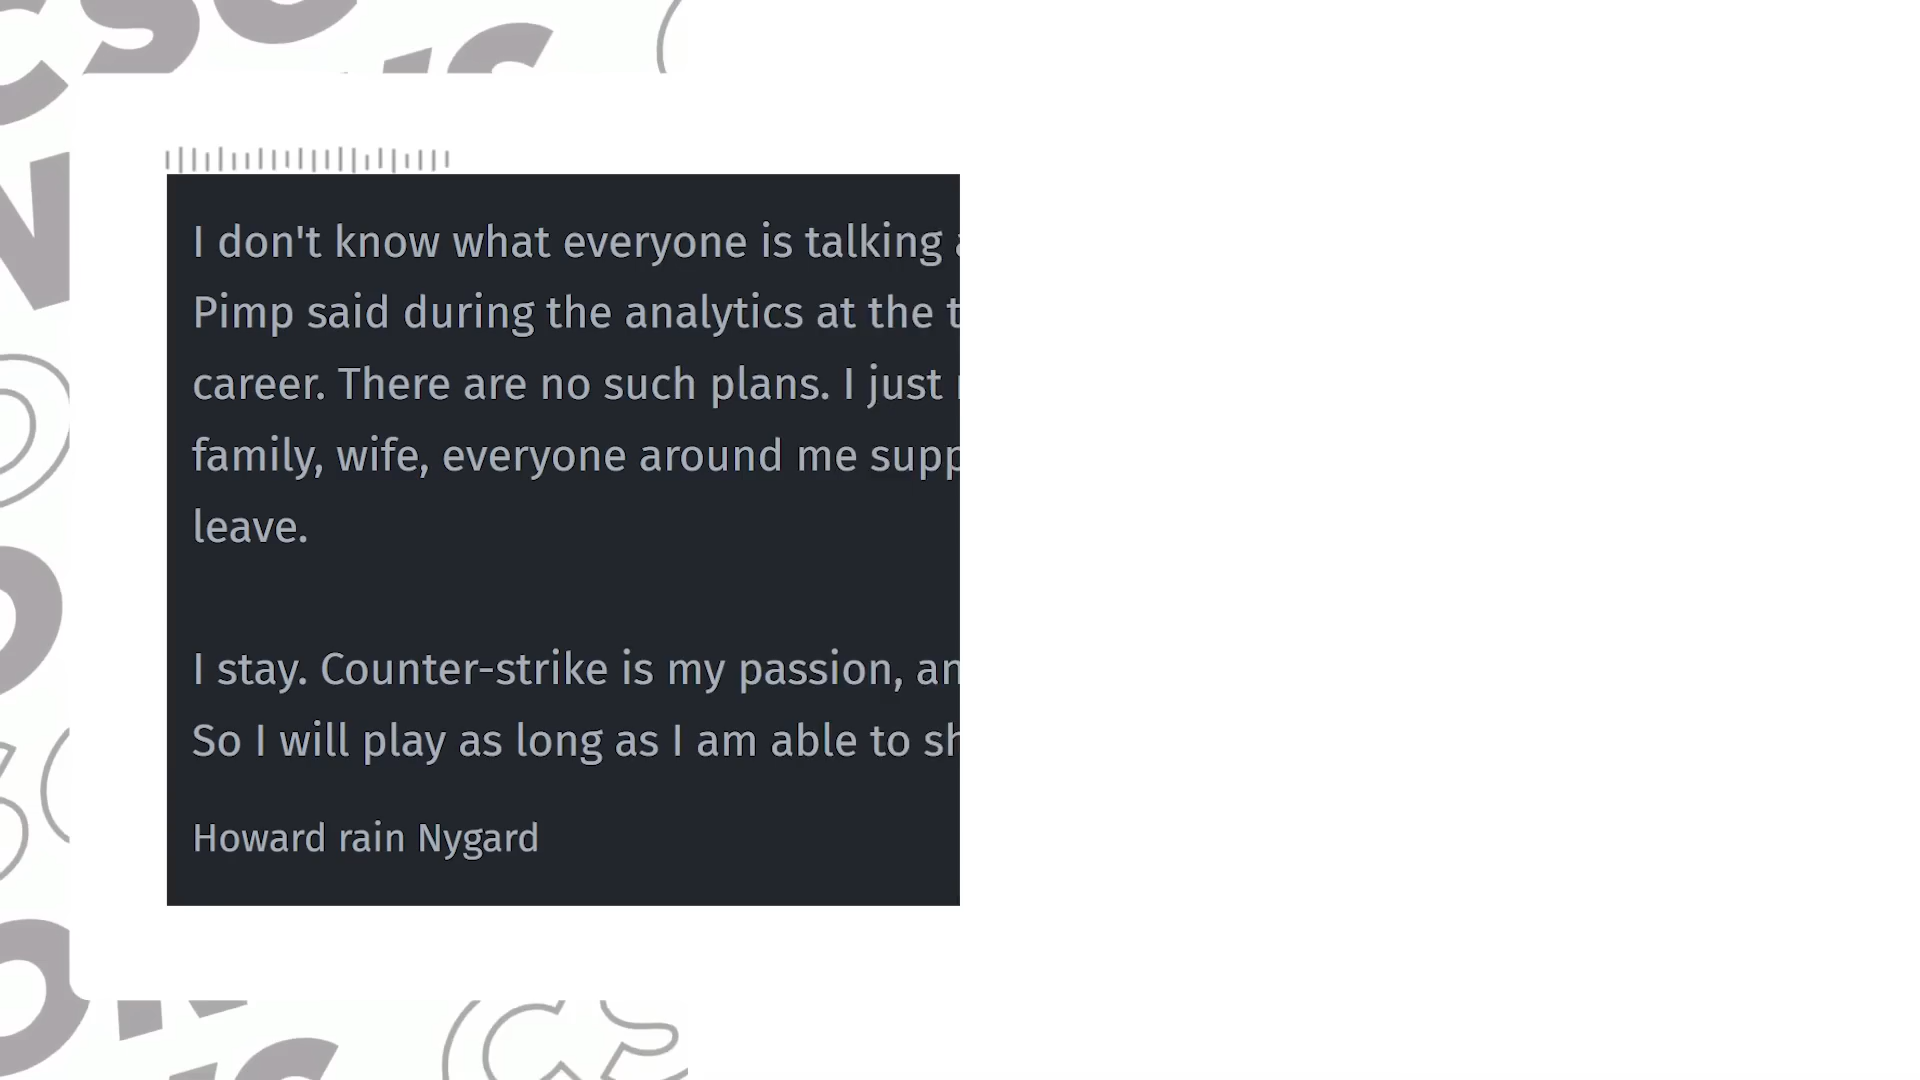 I don't know what everyone is talking
Pimp said during the analytics at the
career. There are no such plans. I just
family, wife, everyone around me
leave.
I stay. Counter-strike is my passion,
So I will play as long as I am able to
Howard rain Nygard